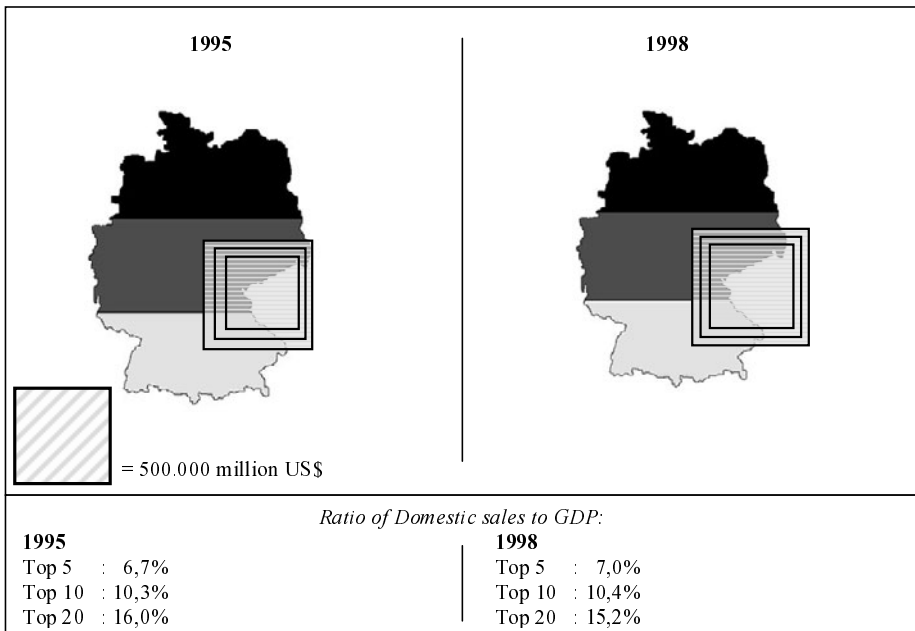 1995
1998
= 500.000 million US$
Ratio of Domestic sales to GDP:
1995
Top 5 : 6,7%
Top 10 : 10,3%
Top 20 : 16,0%
1998
Top 5 : 7,0%
Top 10 : 10,4%
Top 20 : 15,2%